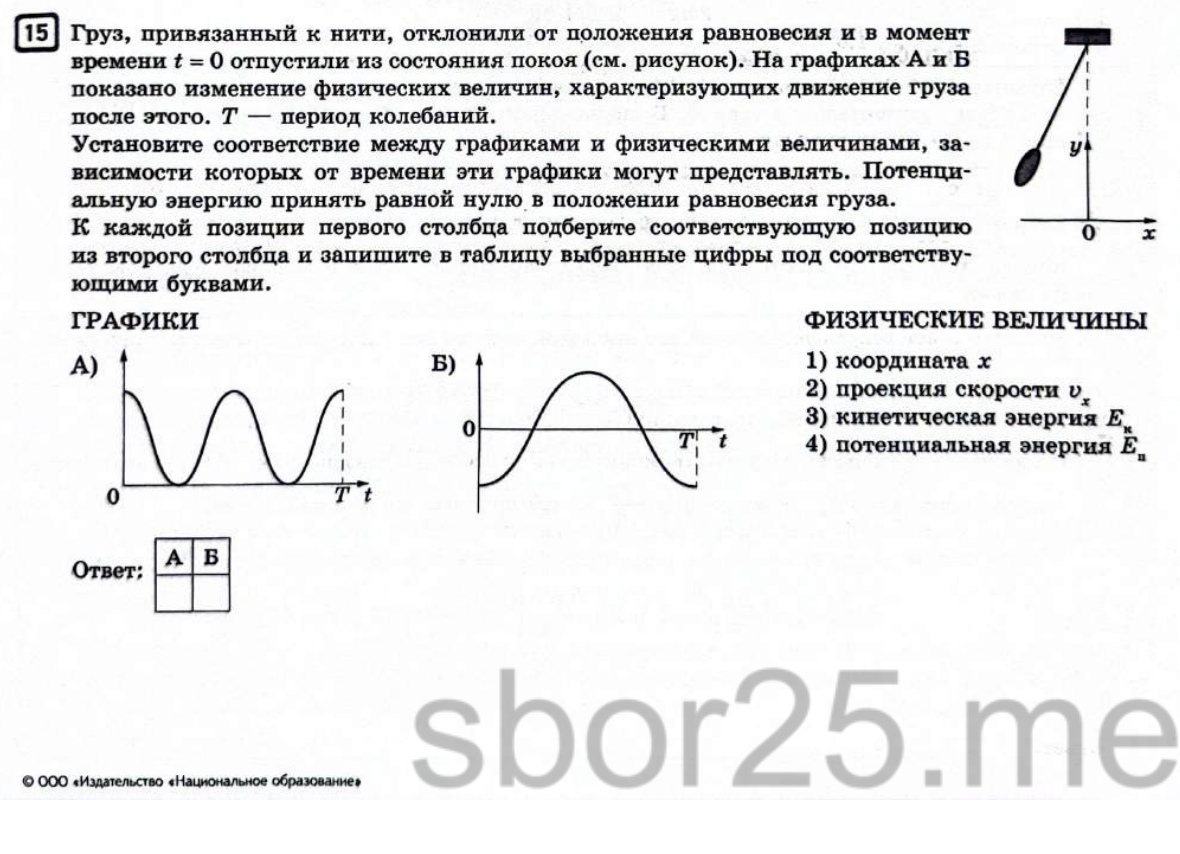 15 Груз, привязанный к нити, отклонили от положения равновесия и в момент
времени t = 0 отпустили из состояния покоя (см. рисунок). На графиках А и Б
показано изменение физических величин, характеризующих движение груза
после этого. T — период колебаний.
Установите соответствие между графиками и физическими величинами, за-
висимости которых от времени эти графики могут представлять. Потенци-
альную энергию принять равной нулю в положении равновесия груза.
К каждой позиции первого столбца подберите соответствующую позицию
из второго столбца и запишите в таблицу выбранные цифры под соответству-
ющими буквами.
y
0 x
ГРАФИКИ
А)
0 T t
Б)
0 T t
ФИЗИЧЕСКИЕ ВЕЛИЧИНЫ
1) координата x
2) проекция скорости vₓ
3) кинетическая энергия Eк
4) потенциальная энергия Eп
Ответ: А Б
sbor25.me
© ООО «Издательство «Национальное образование»